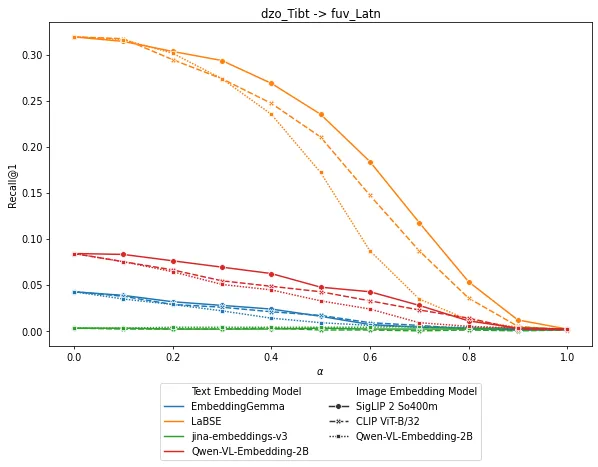 dzo_Tibt -> fuv_Latn
Recall@1
0.30
0.25
0.20
0.15
0.10
0.05
0.00
0.0 0.2 0.4 0.6 0.8 1.0
α
Text Embedding Model Image Embedding Model
EmbeddingGemma SigLIP 2 So400m
LaBSE CLIP ViT-B/32
jina-embeddings-v3 Qwen-VL-Embedding-2B
Qwen-VL-Embedding-2B